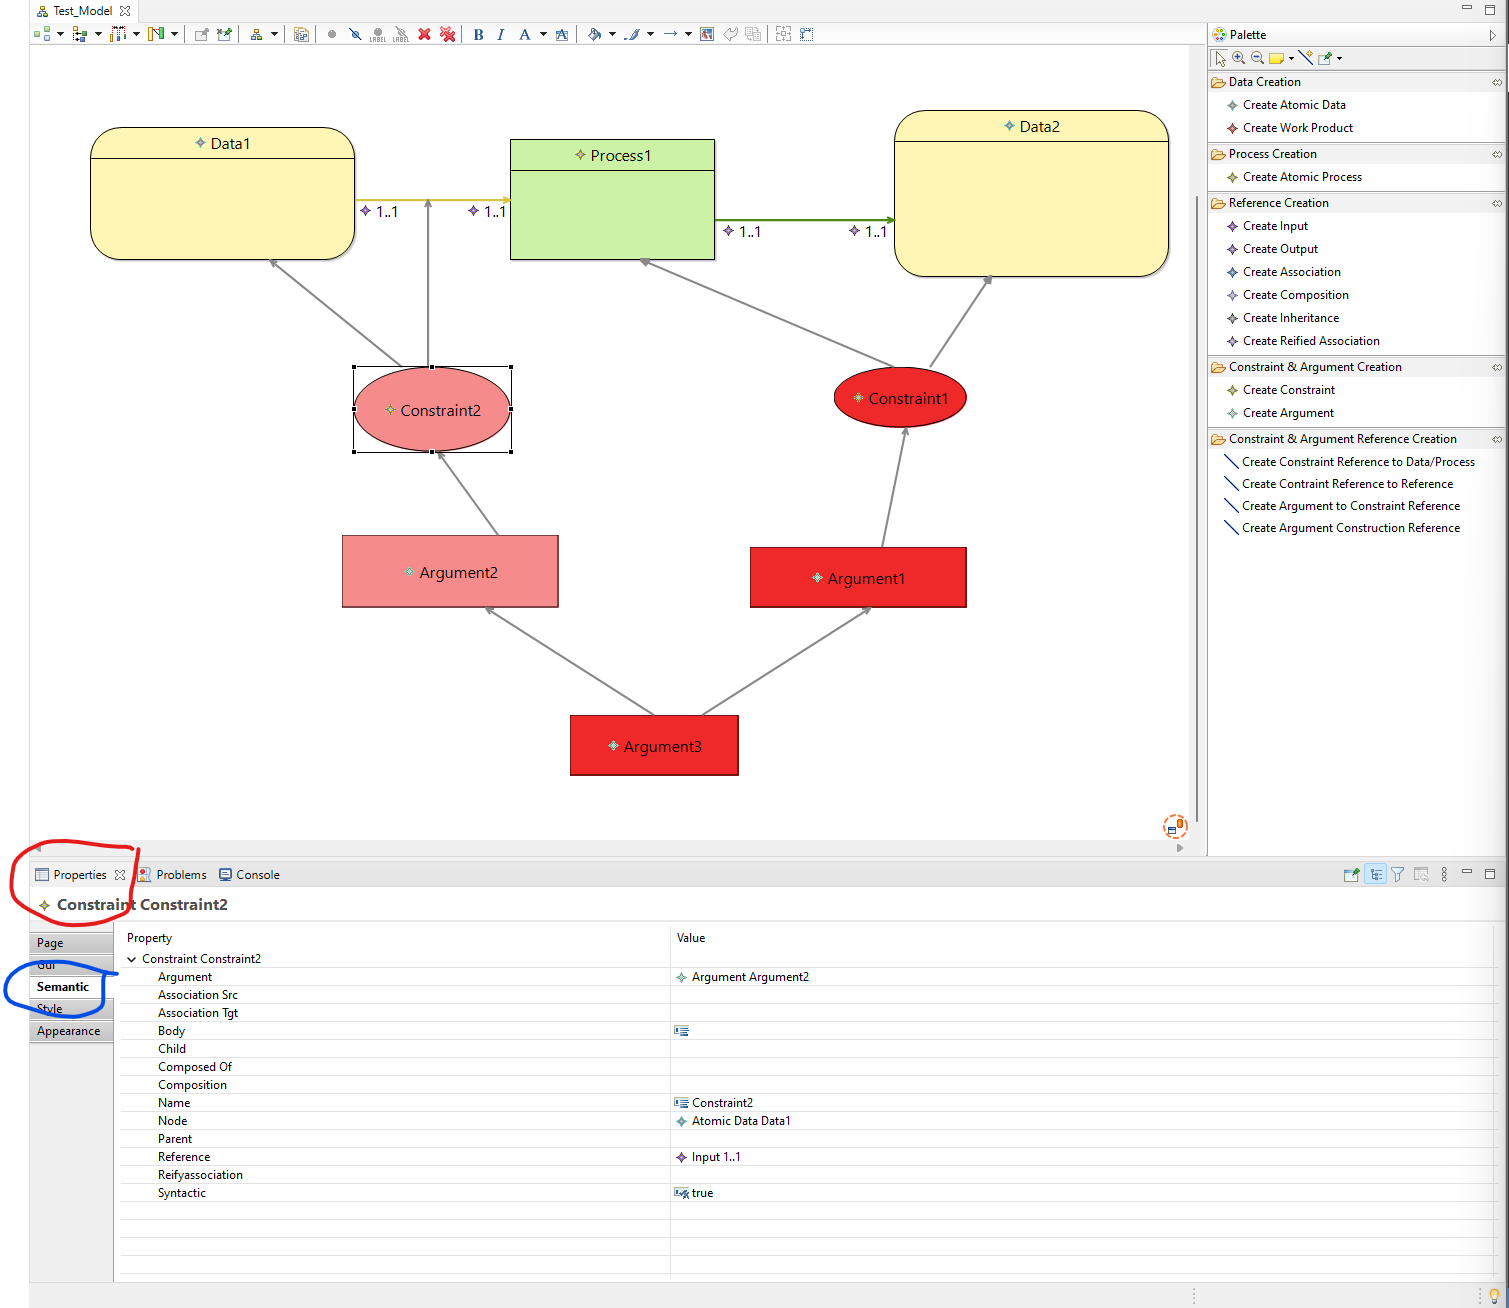 Test_Model
LABEL LABEL
B I A A
Palette
Data Creation
Create Atomic Data
Create Work Product
Process Creation
Create Atomic Process
Reference Creation
Create Input
Create Output
Create Association
Create Composition
Create Inheritance
Create Reified Association
Constraint & Argument Creation
Create Constraint
Create Argument
Constraint & Argument Reference Creation
Create Constraint Reference to Data/Process
Create Contraint Reference to Reference
Create Argument to Constraint Reference
Create Argument Construction Reference
Data1
Process1
Data2
1..1
1..1
1..1
1..1
Constraint2
Constraint1
Argument2
Argument1
Argument3
Properties Problems Console
Constraint Constraint2
Page
Gui
Semantic
Style
Appearance
Property Value
Constraint Constraint2
Argument Argument Argument2
Association Src
Association Tgt
Body
Child
Composed Of
Composition
Name Constraint2
Node Atomic Data Data1
Parent
Reference Input 1..1
Reifyassociation
Syntactic true